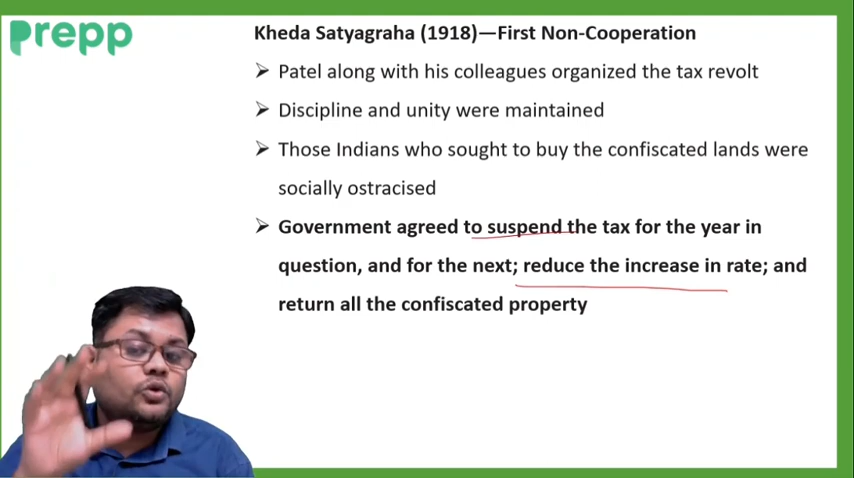 prepp
Kheda Satyagraha (1918)—First Non-Cooperation
➢ Patel along with his colleagues organized the tax revolt
➢ Discipline and unity were maintained
➢ Those Indians who sought to buy the confiscated lands were
socially ostracised
➢ Government agreed to suspend the tax for the year in
question, and for the next; reduce the increase in rate; and
return all the confiscated property